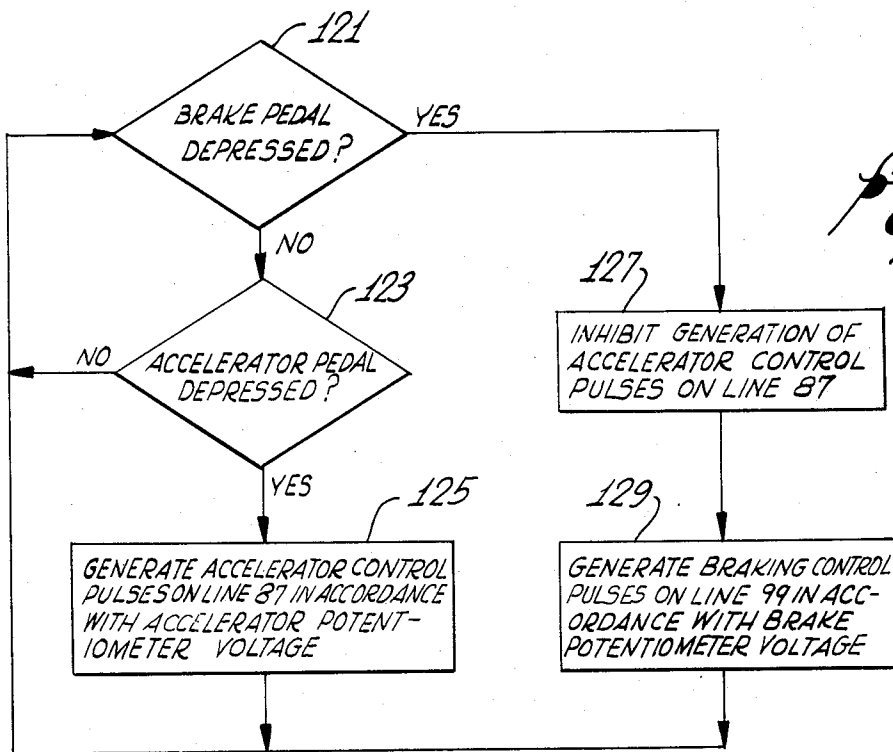 121
BRAKE PEDAL
DEPRESSED?
YES
NO
123
127
INHIBIT GENERATION OF
ACCELERATOR CONTROL
PULSES ON LINE 87
NO
ACCELERATOR PEDAL
DEPRESSED?
YES
125
129
GENERATE ACCELERATOR CONTROL
PULSES ON LINE 87 IN ACCORDANCE
WITH ACCELERATOR POTENT-
IOMETER VOLTAGE
GENERATE BRAKING CONTROL
PULSES ON LINE 99 IN ACC-
ORDANCE WITH BRAKE
POTENTIOMETER VOLTAGE